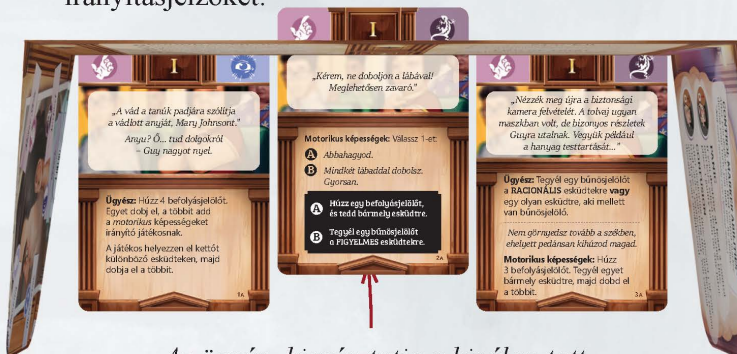 irányításjelzőket.
I
I
„A vád a tanúk padjára szólítja
a vádlott anyját, Mary Johnsont.”
Anyu? Ő... tud dolgokról
– Guy nagyot nyel.
Ügyész: Húzz 4 befolyásjelölőt.
Egyet dobj el, a többit add
a motorikus képességeket
irányító játékosnak.
A játékos helyezzen el kettőt
különböző esküdteken, majd
dobja el a többit.
1A
„Kérem, ne doboljon a lábával!
Meglehetősen zavaró.”
Motorikus képességek: Válassz 1-et:
A Abbahagyod.
B Mindkét lábaddal dobolsz.
Gyorsan.
A Húzz egy befolyásjelölőt,
és tedd bármely esküdtre.
B Tegyél egy bűnösjelölőt
a FIGYELMES esküdtekre.
2A
I
„Nézzék meg újra a biztonsági
kamera felvételét. A tolvaj ugyan
maszkban volt, de bizonyos részletek
Guyra utalnak. Vegyük például
a hanyag testtartását...”
Ügyész: Tegyél egy bűnösjelölőt
a RACIONÁLIS esküdtekre vagy
egy olyan esküdtre, aki mellett
van bűnösjelölő.
Nem görnyedsz tovább a székben,
ehelyett pedánsan kihúzod magad.
Motorikus képességek: Húzz
3 befolyásjelölőt. Tegyél egyet
bármely esküdtre, majd dobd el
a többit.
3A